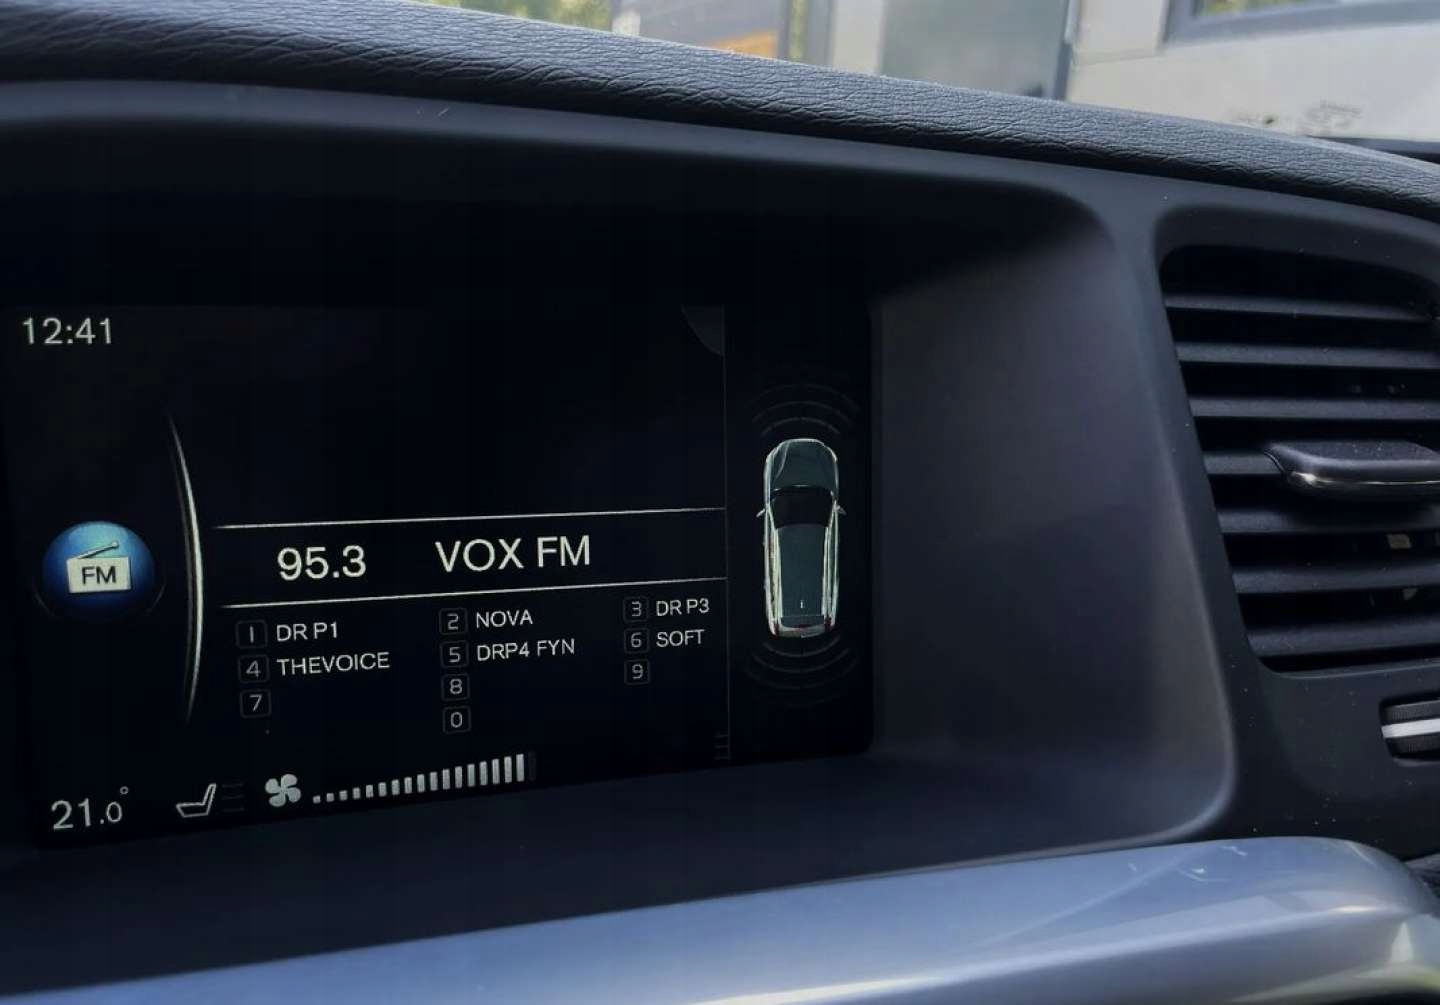 12:41
FM
95.3 VOX FM
1 DR P1 2 NOVA 3 DR P3
4 THEVOICE 5 DRP4 FYN 6 SOFT
7 8 9
0
21.0°